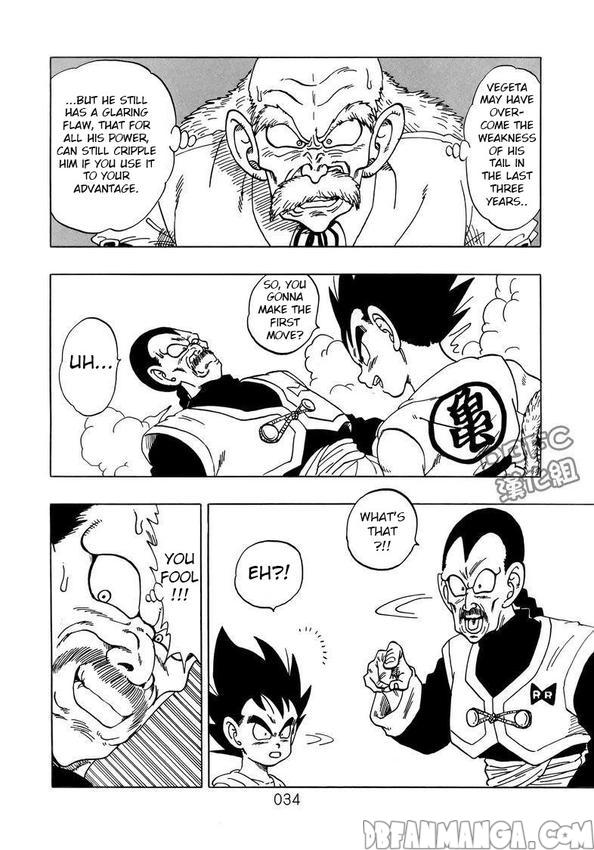 VEGETA
MAY HAVE
OVER-
COME THE
WEAKNESS
OF HIS
TAIL IN
THE LAST
THREE
YEARS..
...BUT HE STILL
HAS A GLARING
FLAW, THAT FOR
ALL HIS POWER,
CAN STILL CRIPPLE
HIM IF YOU USE IT
TO YOUR
ADVANTAGE.
SO, YOU
GONNA
MAKE THE
FIRST
MOVE?
UH...
亀
漢化組
WHAT'S
THAT
?!!
EH?!
RR
YOU
FOOL
!!!
034
DBFANMANGA.COM